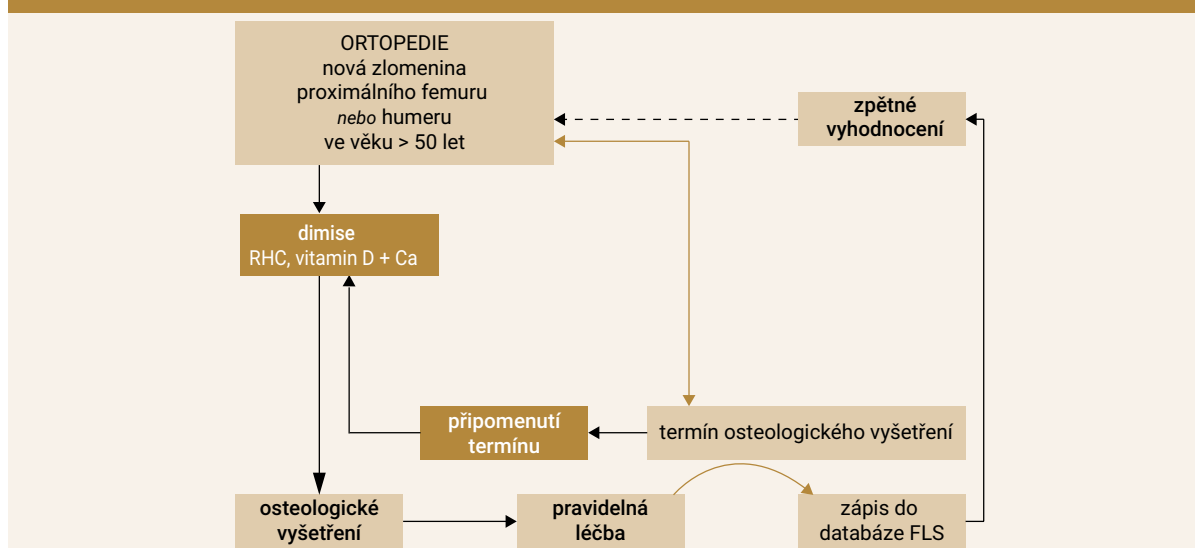 ORTOPEDIE
nová zlomenina
proximálního femuru
nebo humeru
ve věku > 50 let
zpětné
vyhodnocení
dimise
RHC, vitamin D + Ca
připomenutí
termínu
termín osteologického vyšetření
osteologické
vyšetření
pravidelná
léčba
zápis do
databáze FLS